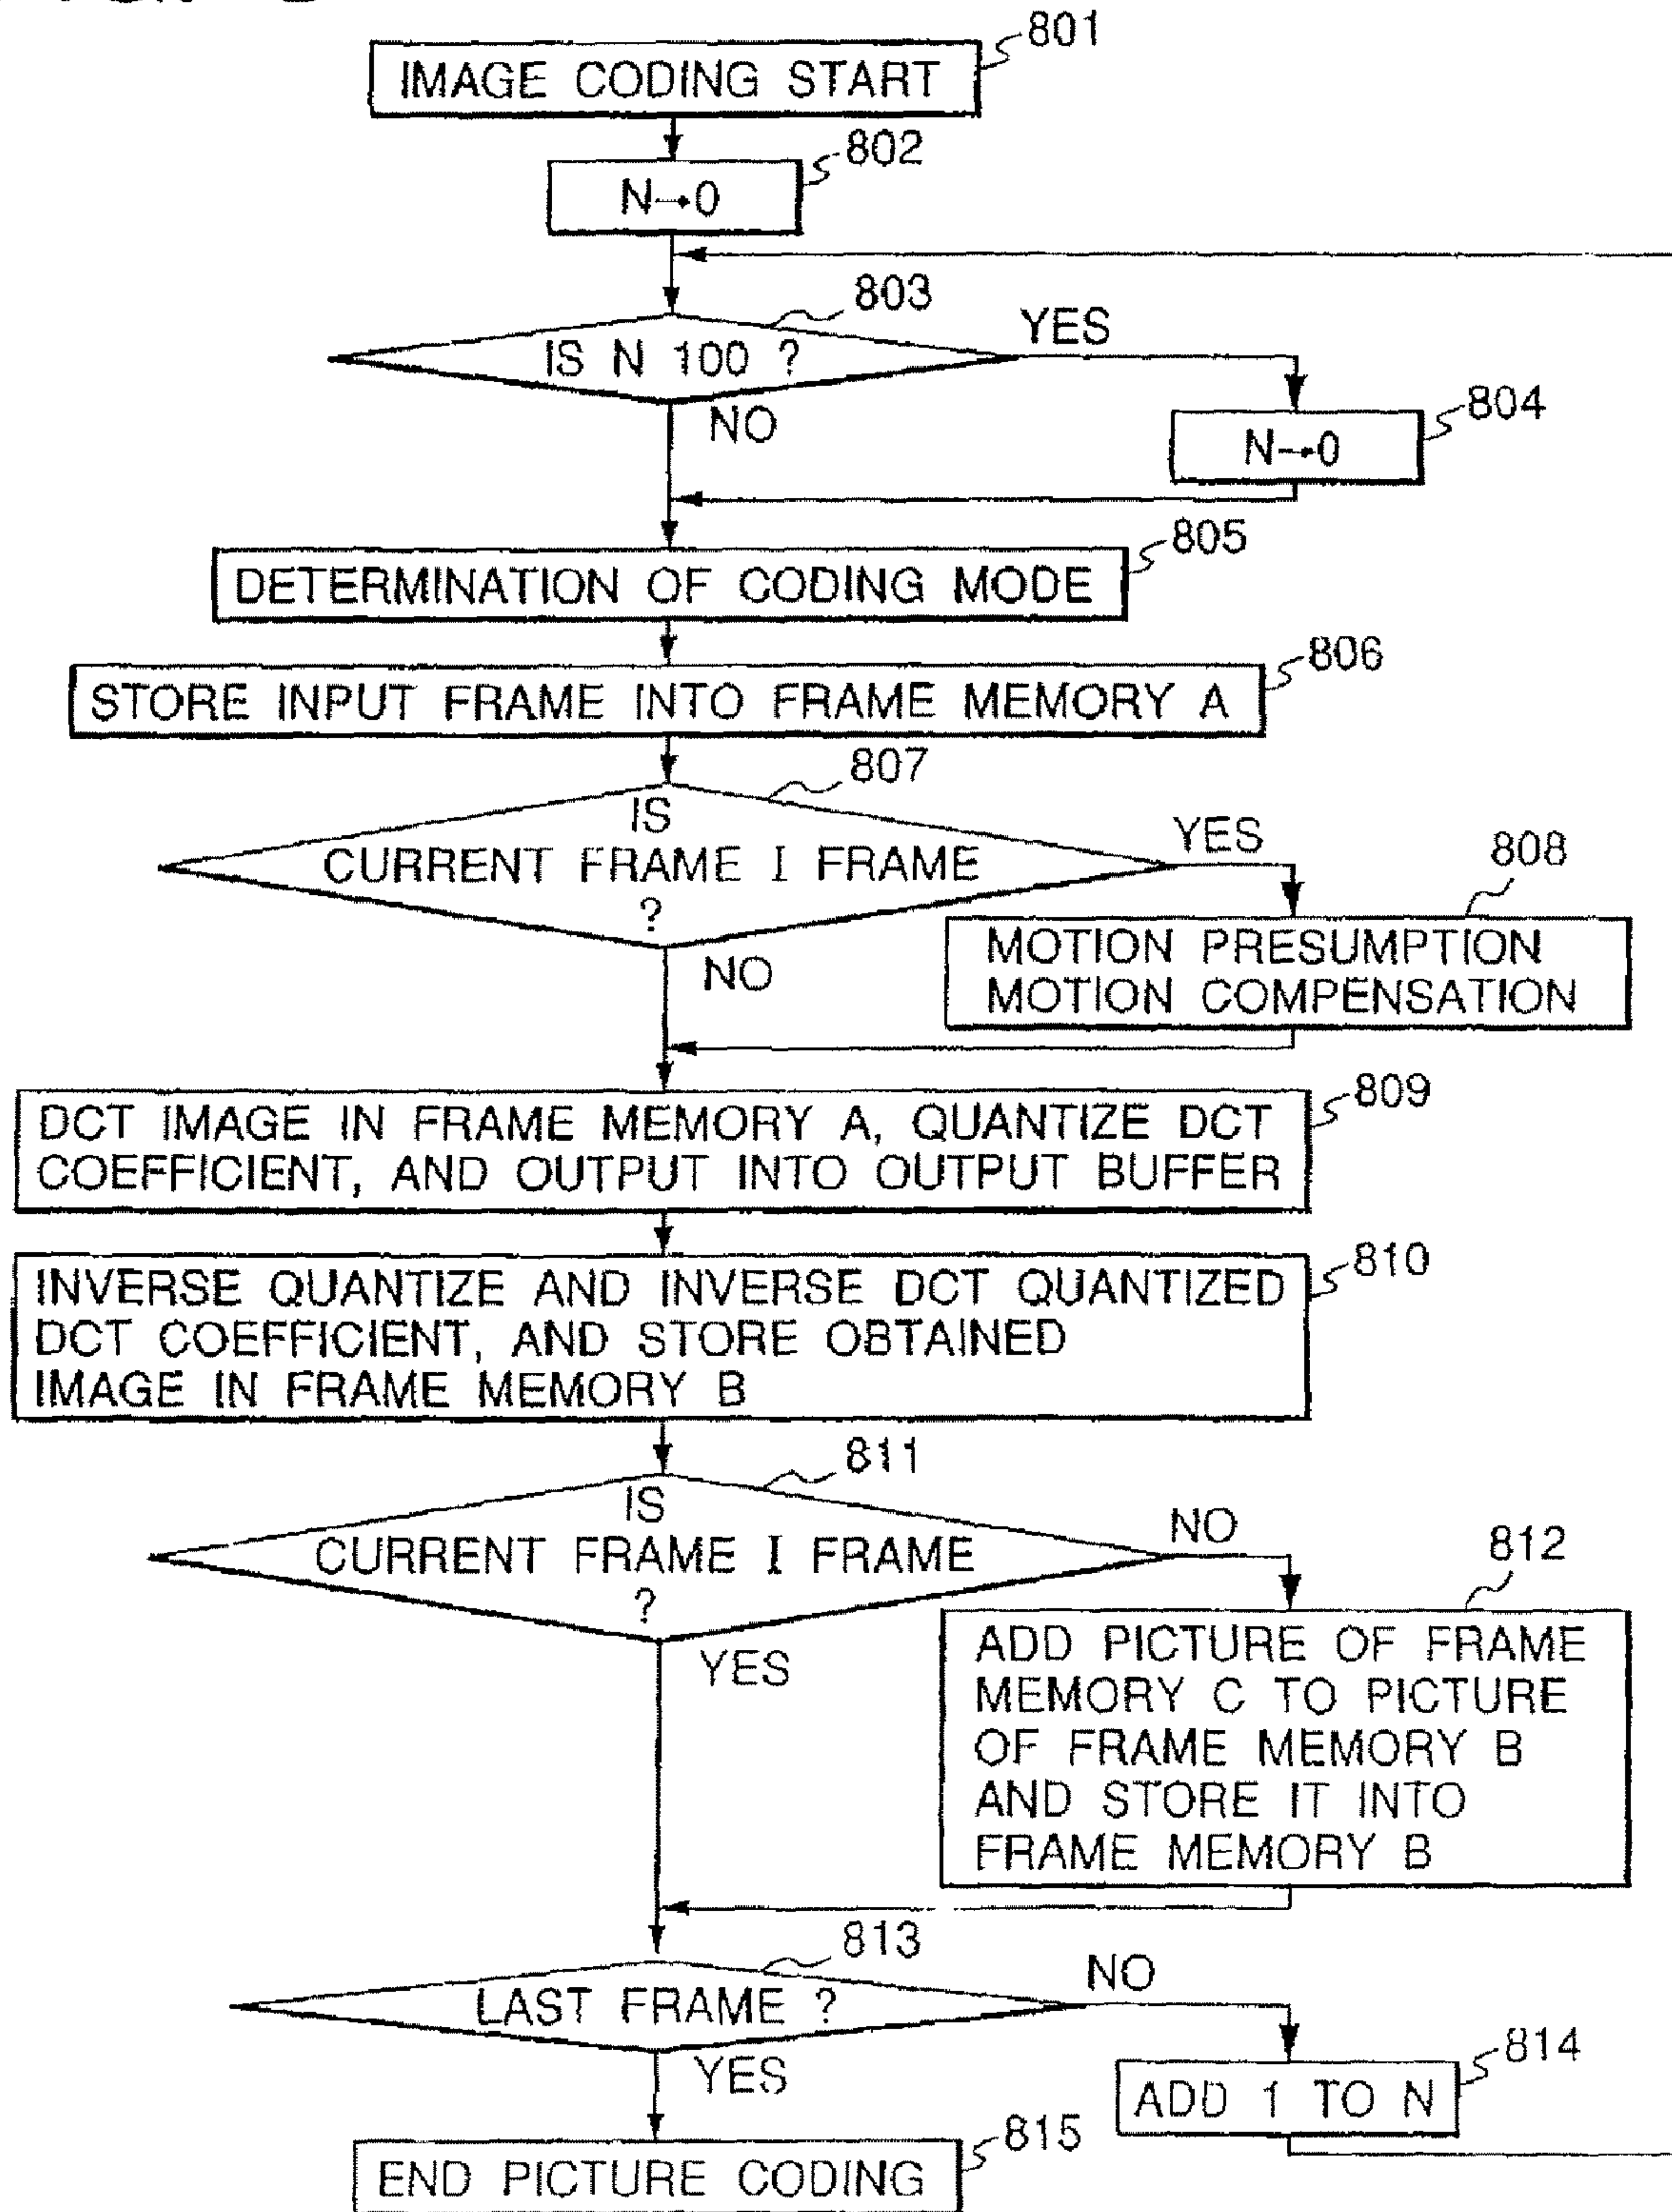 801
IMAGE CODING START
802
N→0
803
IS N 100 ?
YES
NO
804
N→0
805
DETERMINATION OF CODING MODE
806
STORE INPUT FRAME INTO FRAME MEMORY A
807
IS
CURRENT FRAME I FRAME
?
YES
NO
808
MOTION PRESUMPTION
MOTION COMPENSATION
809
DCT IMAGE IN FRAME MEMORY A, QUANTIZE DCT
COEFFICIENT, AND OUTPUT INTO OUTPUT BUFFER
810
INVERSE QUANTIZE AND INVERSE DCT QUANTIZED
DCT COEFFICIENT, AND STORE OBTAINED
IMAGE IN FRAME MEMORY B
811
IS
CURRENT FRAME I FRAME
?
NO
YES
812
ADD PICTURE OF FRAME
MEMORY C TO PICTURE
OF FRAME MEMORY B
AND STORE IT INTO
FRAME MEMORY B
813
LAST FRAME ?
NO
YES
814
ADD 1 TO N
815
END PICTURE CODING